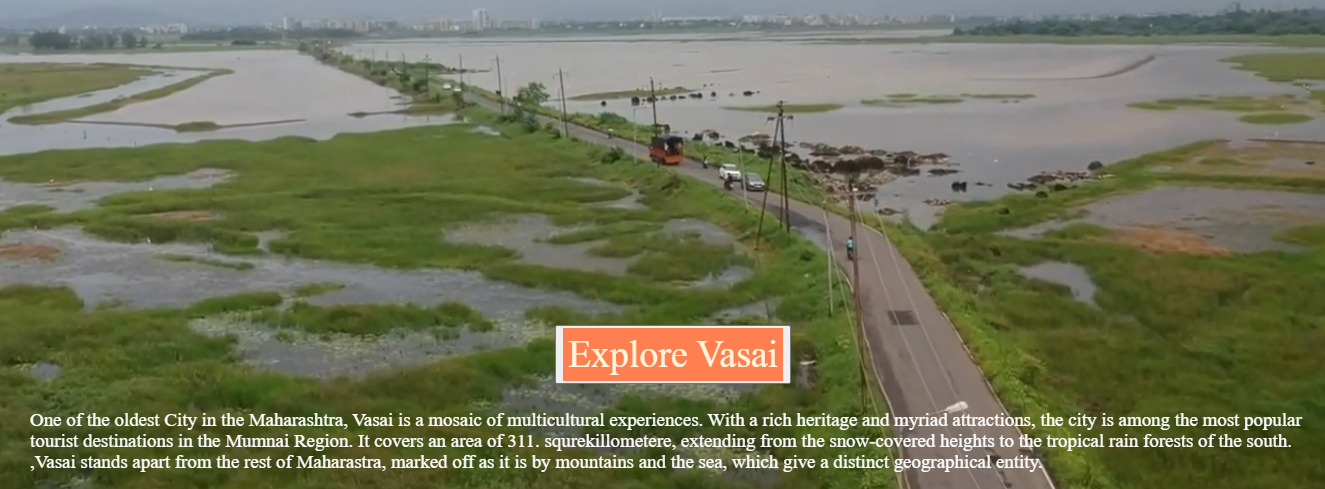 Explore Vasai
One of the oldest City in the Maharashtra, Vasai is a mosaic of multicultural experiences. With a rich heritage and myriad attractions, the city is among the most popular
tourist destinations in the Mumnai Region. It covers an area of 311. squrekillometere, extending from the snow-covered heights to the tropical rain forests of the south.
,Vasai stands apart from the rest of Maharastra, marked off as it is by mountains and the sea, which give a distinct geographical entity.